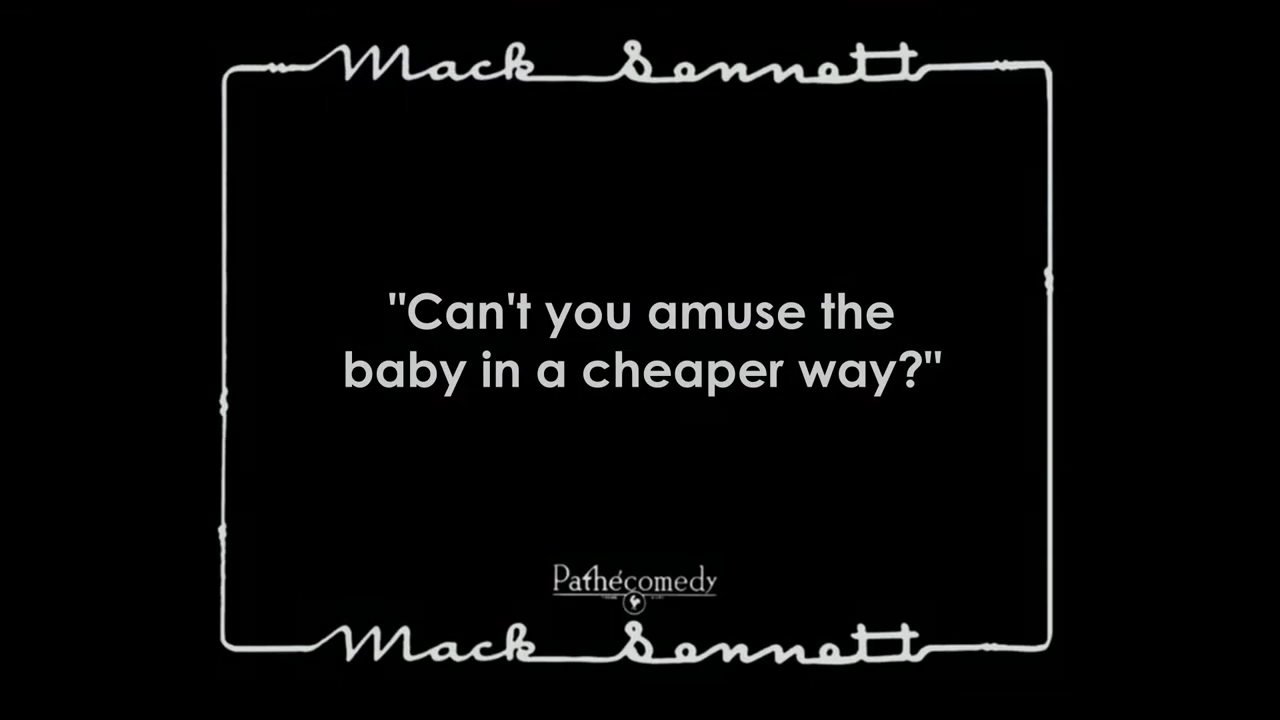 Mack Sennett
"Can't you amuse the
baby in a cheaper way?"
Pathécomedy
Mack Sennett